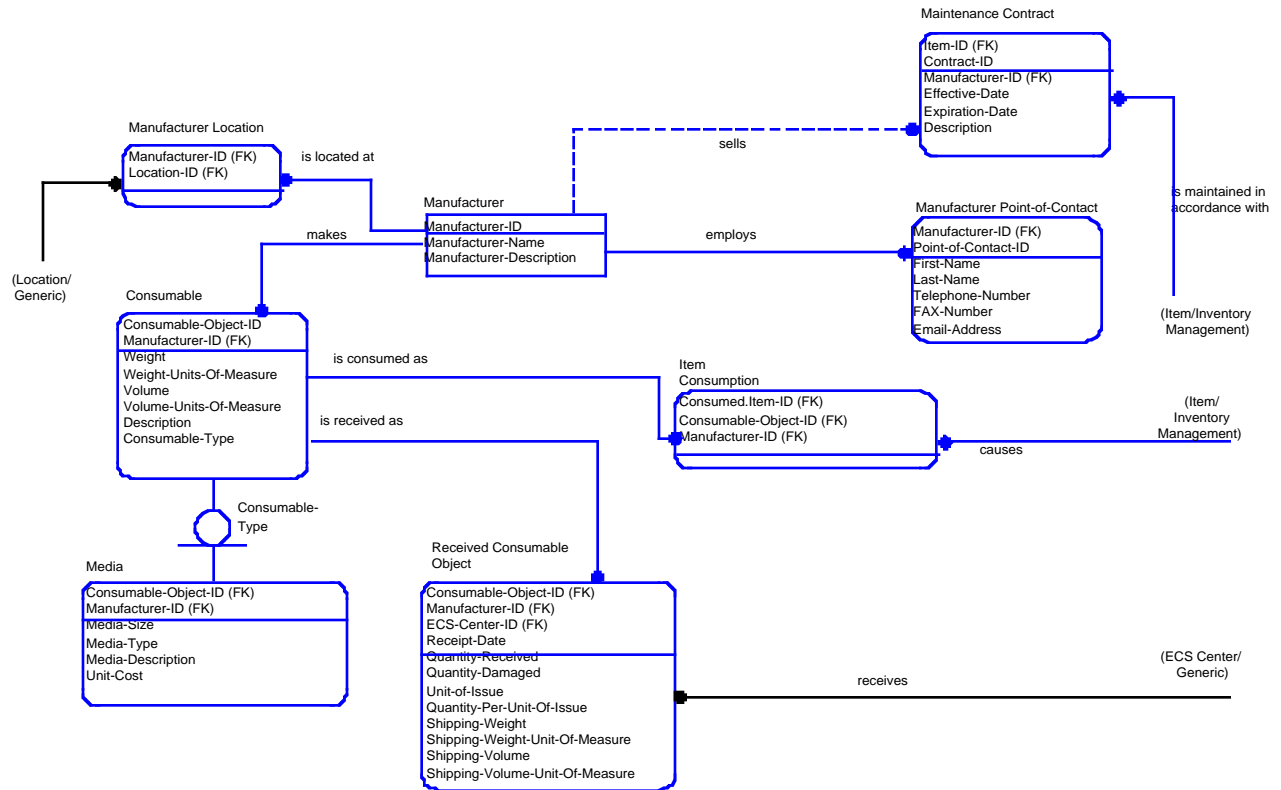 Maintenance Contract
Item-ID (FK)
Contract-ID
Manufacturer-ID (FK)
Effective-Date
Expiration-Date
Description
Manufacturer Location
Manufacturer-ID (FK)
Location-ID (FK)
is located at
sells
is maintained in
accordance with
Manufacturer
Manufacturer-ID
Manufacturer-Name
Manufacturer-Description
makes
employs
Manufacturer Point-of-Contact
Manufacturer-ID (FK)
Point-of-Contact-ID
First-Name
Last-Name
Telephone-Number
FAX-Number
Email-Address
(Location/
Generic)
(Item/Inventory
Management)
Consumable
Consumable-Object-ID
Manufacturer-ID (FK)
Weight
Weight-Units-Of-Measure
Volume
Volume-Units-Of-Measure
Description
Consumable-Type
is consumed as
is received as
Item
Consumption
Consumed.Item-ID (FK)
Consumable-Object-ID (FK)
Manufacturer-ID (FK)
(Item/
Inventory
Management)
causes
Consumable-
Type
Media
Consumable-Object-ID (FK)
Manufacturer-ID (FK)
Media-Size
Media-Type
Media-Description
Unit-Cost
Received Consumable
Object
Consumable-Object-ID (FK)
Manufacturer-ID (FK)
ECS-Center-ID (FK)
Receipt-Date
Quantity-Received
Quantity-Damaged
Unit-of-Issue
Quantity-Per-Unit-Of-Issue
Shipping-Weight
Shipping-Weight-Unit-Of-Measure
Shipping-Volume
Shipping-Volume-Unit-Of-Measure
receives
(ECS Center/
Generic)